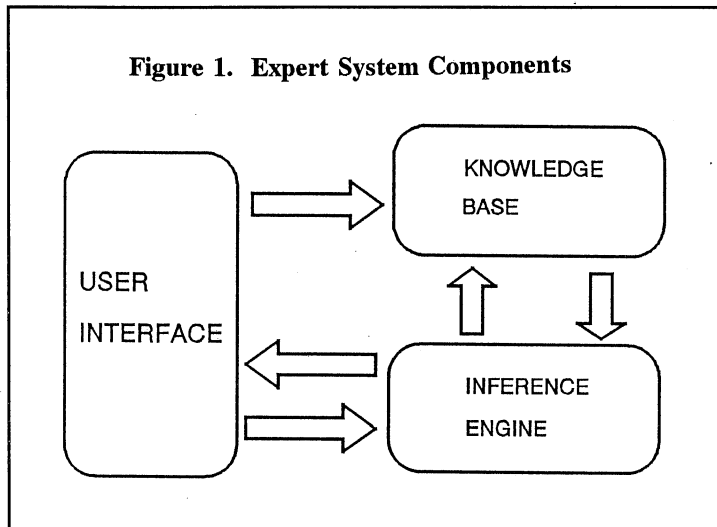 Figure 1. Expert System Components
KNOWLEDGE
BASE
USER
INTERFACE
INFERENCE
ENGINE